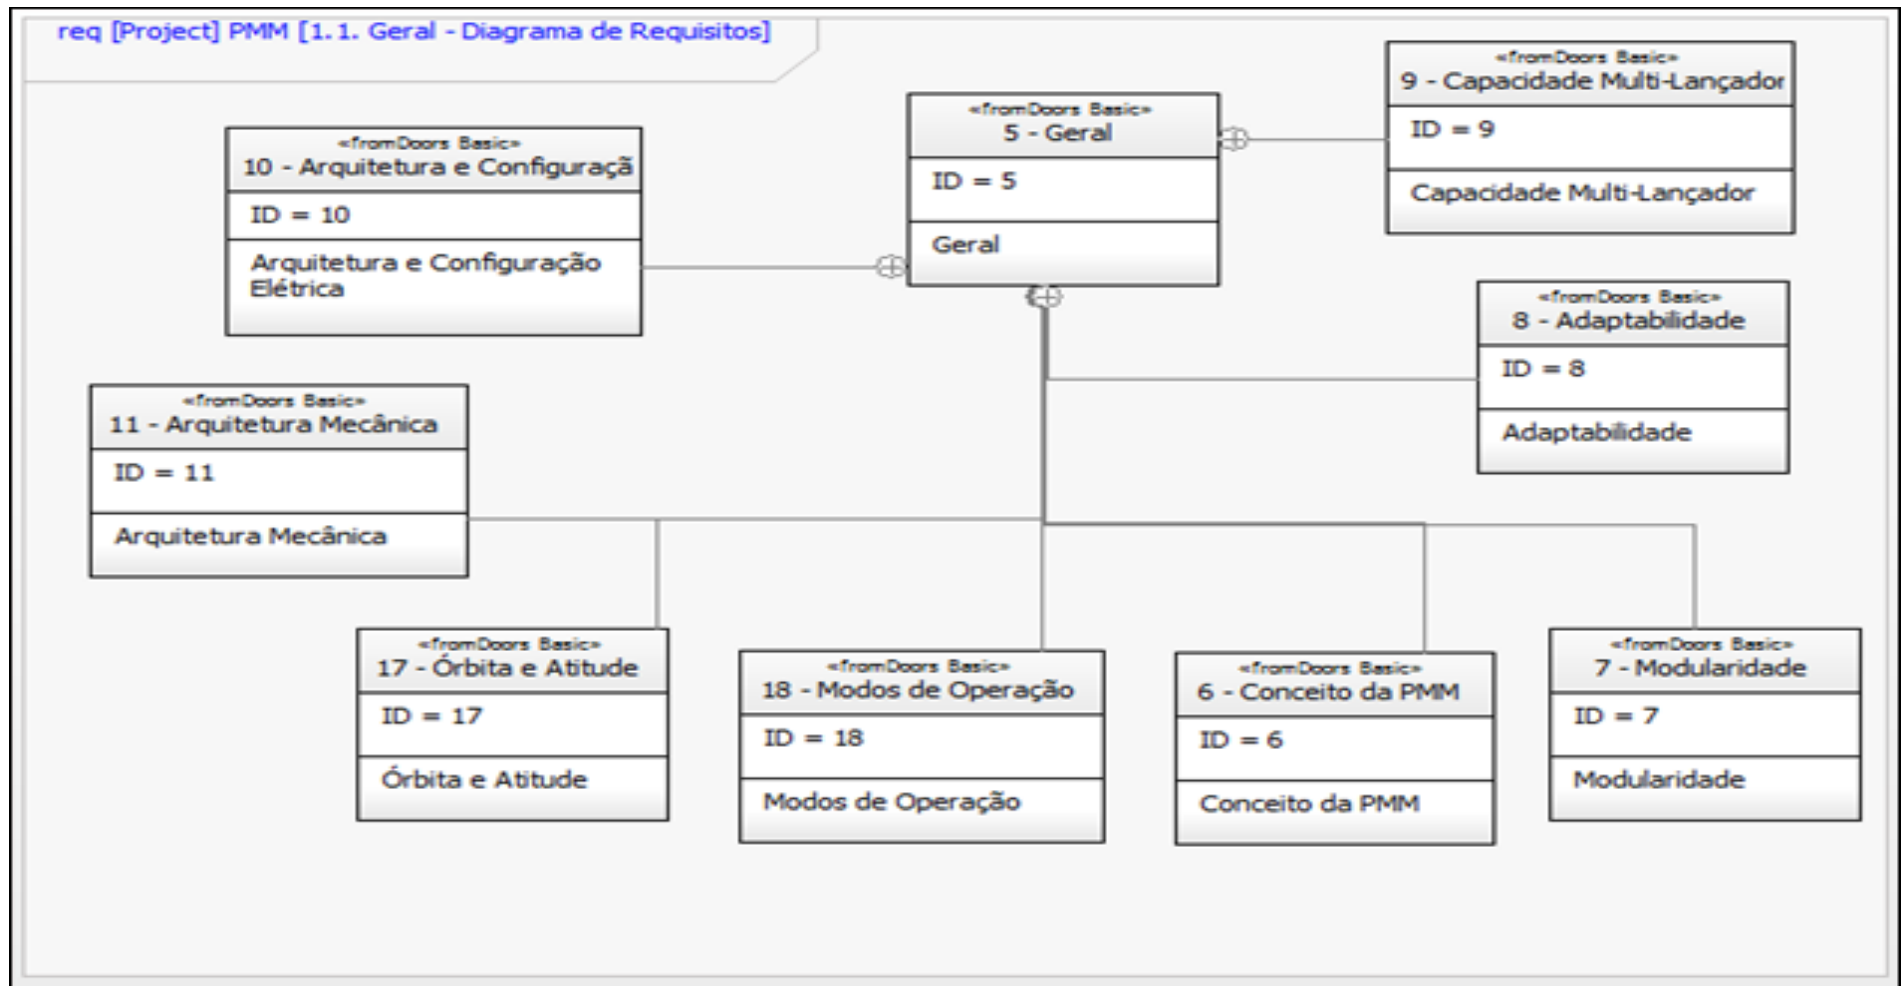 req [Project] PMM [1.1. Geral - Diagrama de Requisitos]
«fromDoors Basic»
9 - Capacidade Multi-Lançador
ID = 9
Capacidade Multi-Lançador
«fromDoors Basic»
5 - Geral
ID = 5
Geral
«fromDoors Basic»
10 - Arquitetura e Configuraçã
ID = 10
Arquitetura e Configuração
Elétrica
«fromDoors Basic»
8 - Adaptabilidade
ID = 8
Adaptabilidade
«fromDoors Basic»
11 - Arquitetura Mecânica
ID = 11
Arquitetura Mecânica
«fromDoors Basic»
17 - Órbita e Atitude
ID = 17
Órbita e Atitude
«fromDoors Basic»
18 - Modos de Operação
ID = 18
Modos de Operação
«fromDoors Basic»
6 - Conceito da PMM
ID = 6
Conceito da PMM
«fromDoors Basic»
7 - Modularidade
ID = 7
Modularidade